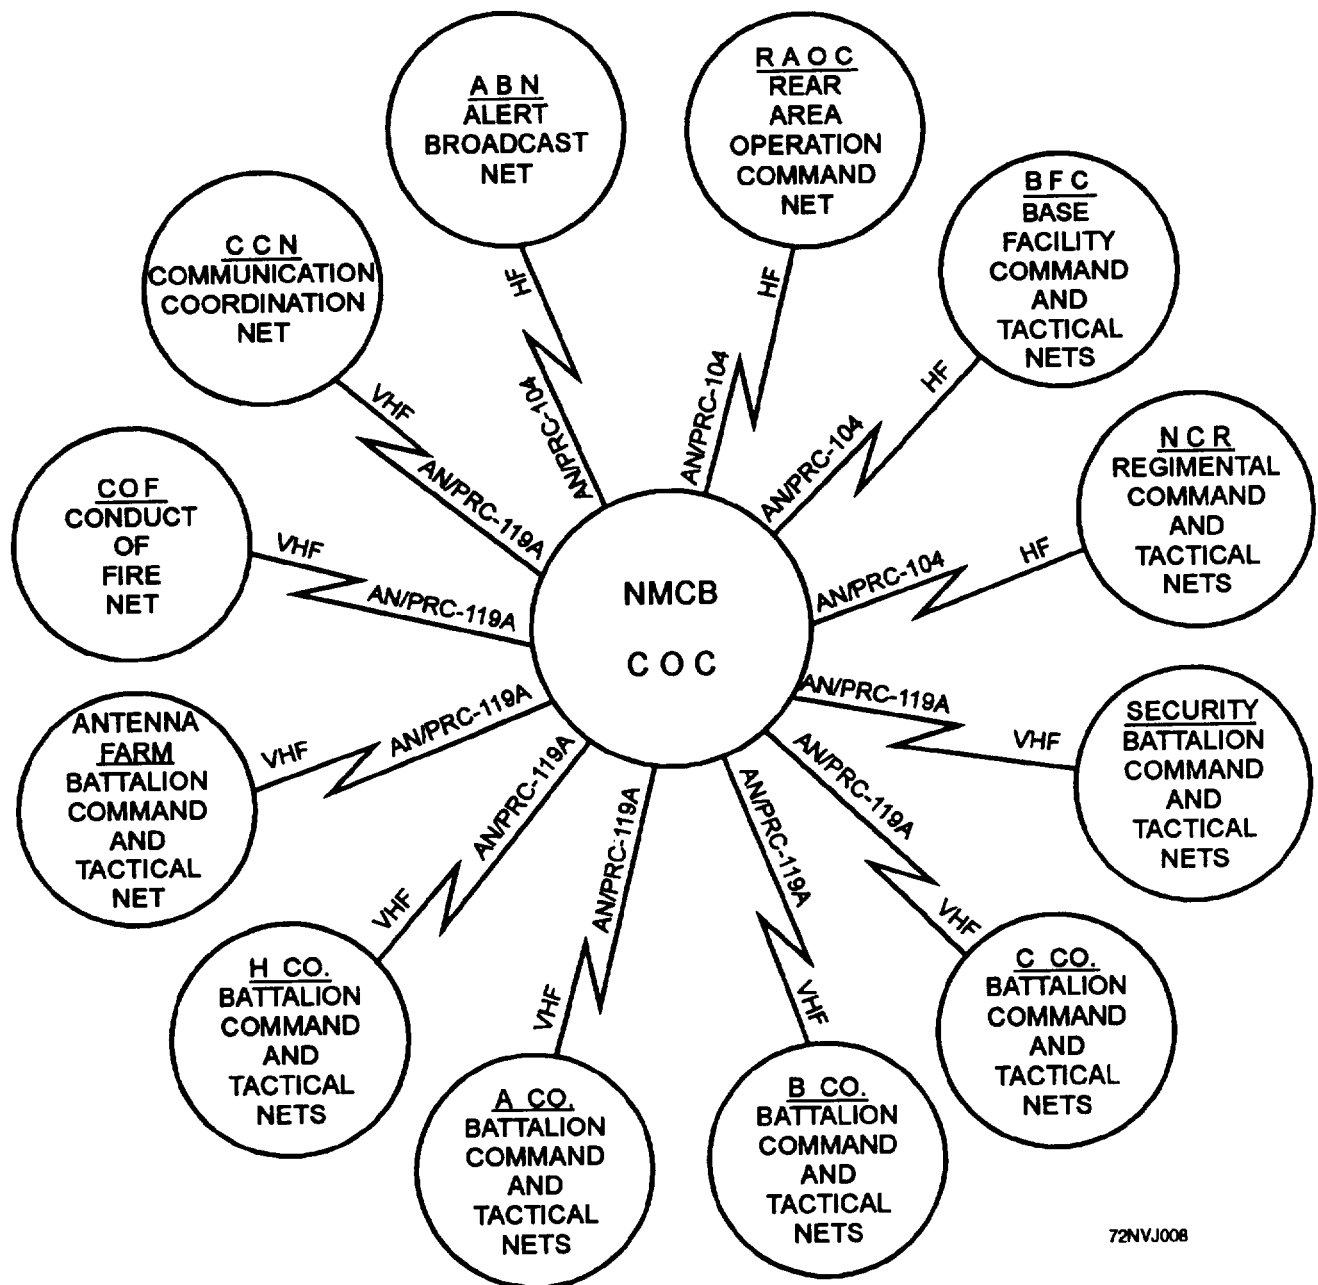 A B N
ALERT
BROADCAST
NET
R A O C
REAR
AREA
OPERATION
COMMAND
NET
B F C
BASE
FACILITY
COMMAND
AND
TACTICAL
NETS
N C R
REGIMENTAL
COMMAND
AND
TACTICAL
NETS
SECURITY
BATTALION
COMMAND
AND
TACTICAL
NETS
C CO.
BATTALION
COMMAND
AND
TACTICAL
NETS
B CO.
BATTALION
COMMAND
AND
TACTICAL
NETS
A CO.
BATTALION
COMMAND
AND
TACTICAL
NETS
H CO.
BATTALION
COMMAND
AND
TACTICAL
NETS
ANTENNA
FARM
BATTALION
COMMAND
AND
TACTICAL
NET
C O F
CONDUCT
OF
FIRE
NET
C C N
COMMUNICATION
COORDINATION
NET
NMCB
C O C
HF
AN/PRC-104
HF
AN/PRC-104
HF
AN/PRC-104
HF
AN/PRC-104
VHF
AN/PRC-119A
VHF
AN/PRC-119A
VHF
AN/PRC-119A
VHF
AN/PRC-119A
VHF
AN/PRC-119A
VHF
AN/PRC-119A
VHF
AN/PRC-119A
VHF
AN/PRC-119A
72NVJ008